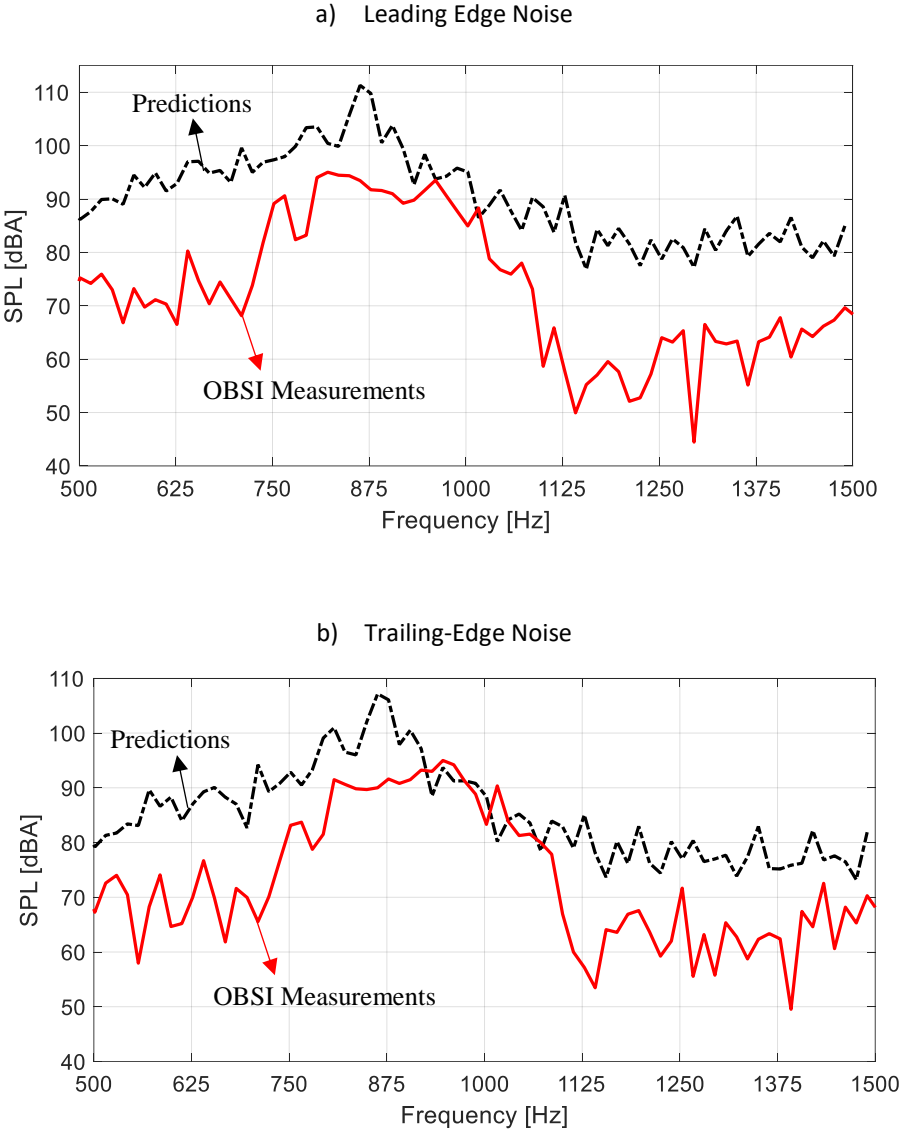 a) Leading Edge Noise
110
100
90
80
70
60
50
40
SPL [dBA]
Predictions
OBSI Measurements
500 625 750 875 1000 1125 1250 1375 1500
Frequency [Hz]
b) Trailing-Edge Noise
110
100
90
80
70
60
50
40
SPL [dBA]
Predictions
OBSI Measurements
500 625 750 875 1000 1125 1250 1375 1500
Frequency [Hz]